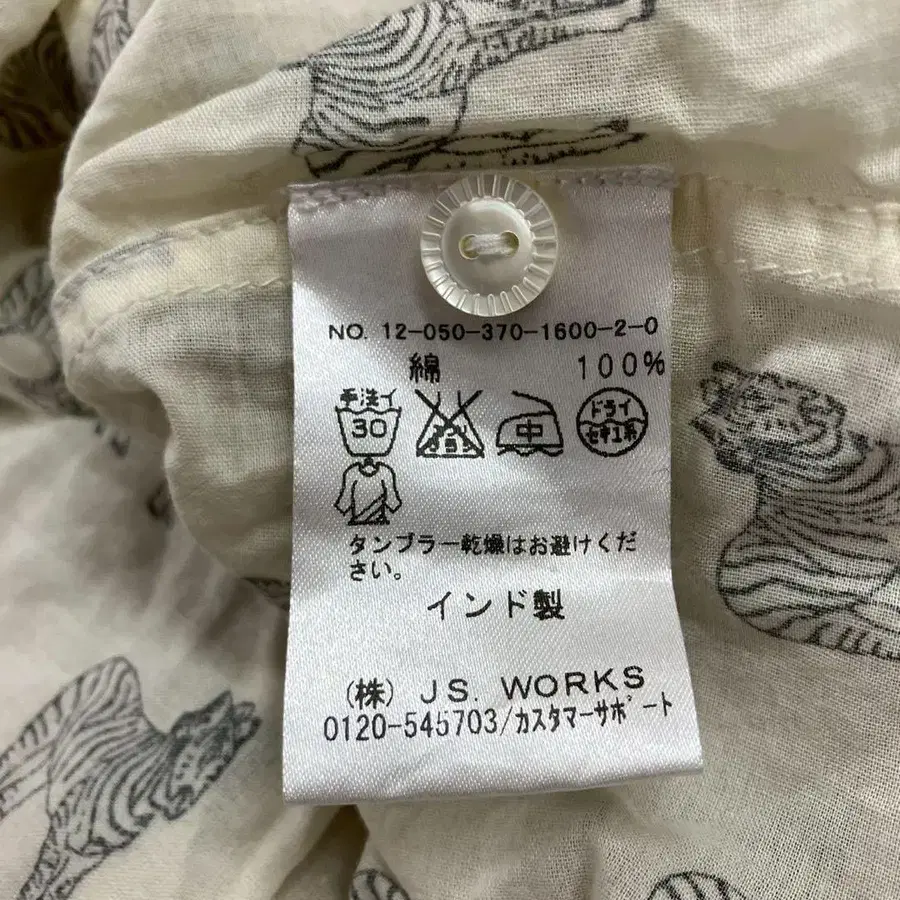 NO. 12-050-370-1600-2-0
綿 100%
手洗イ
30
中
ドライ
セキユ系
タンブラー乾燥はお避けくだ
さい。
インド製
(株) J.S. WORKS
0120-545703/カスタマーサポート